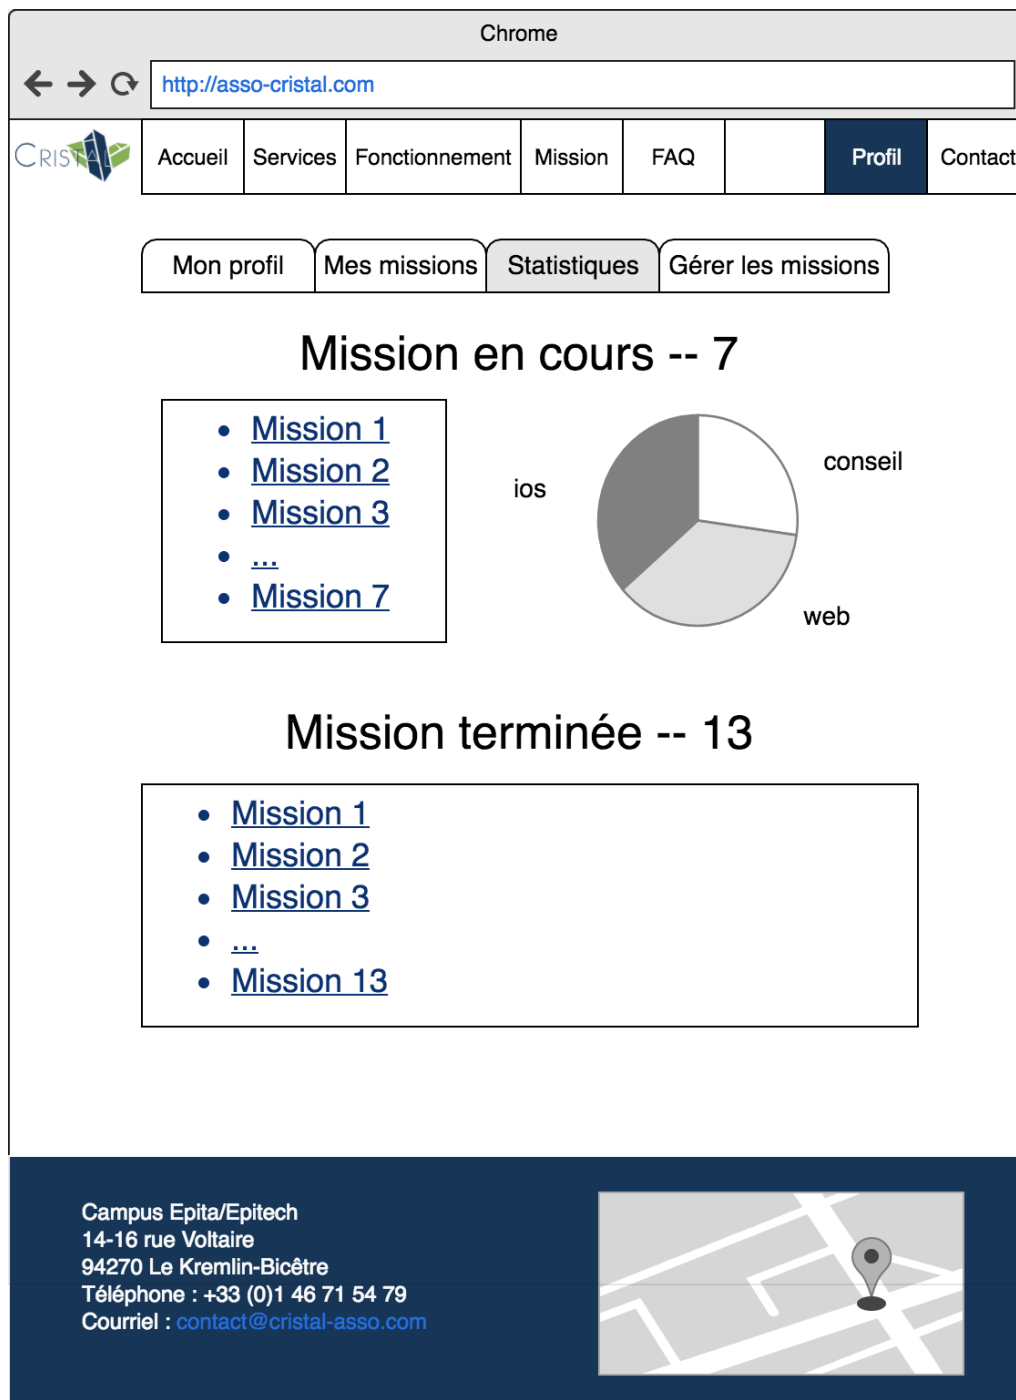 Chrome
http://asso-cristal.com
CRISTAL
Accueil Services Fonctionnement Mission FAQ Profil Contact
Mon profil Mes missions Statistiques Gérer les missions
Mission en cours -- 7
Mission 1
Mission 2
Mission 3
...
Mission 7
ios
conseil
web
Mission terminée -- 13
Mission 1
Mission 2
Mission 3
...
Mission 13
Campus Epita/Epitech
14-16 rue Voltaire
94270 Le Kremlin-Bicêtre
Téléphone : +33 (0)1 46 71 54 79
Courriel : contact@cristal-asso.com